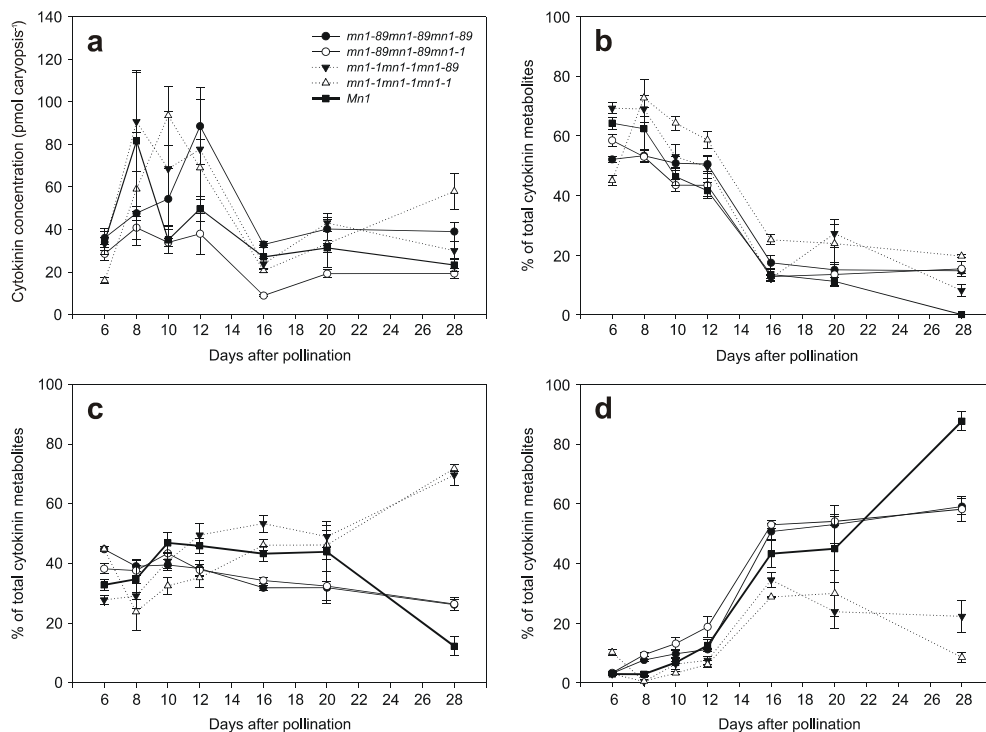 a
Cytokinin concentration (pmol caryopsis⁻¹)
140
120
100
80
60
40
20
0
mn1-89mn1-89mn1-89
mn1-89mn1-89mn1-1
mn1-1mn1-1mn1-89
mn1-1mn1-1mn1-1
Mn1
6 8 10 12 14 16 18 20 22 24 26 28
Days after pollination
b
% of total cytokinin metabolites
100
80
60
40
20
0
6 8 10 12 14 16 18 20 22 24 26 28
Days after pollination
c
% of total cytokinin metabolites
100
80
60
40
20
0
6 8 10 12 14 16 18 20 22 24 26 28
Days after pollination
d
% of total cytokinin metabolites
100
80
60
40
20
0
6 8 10 12 14 16 18 20 22 24 26 28
Days after pollination